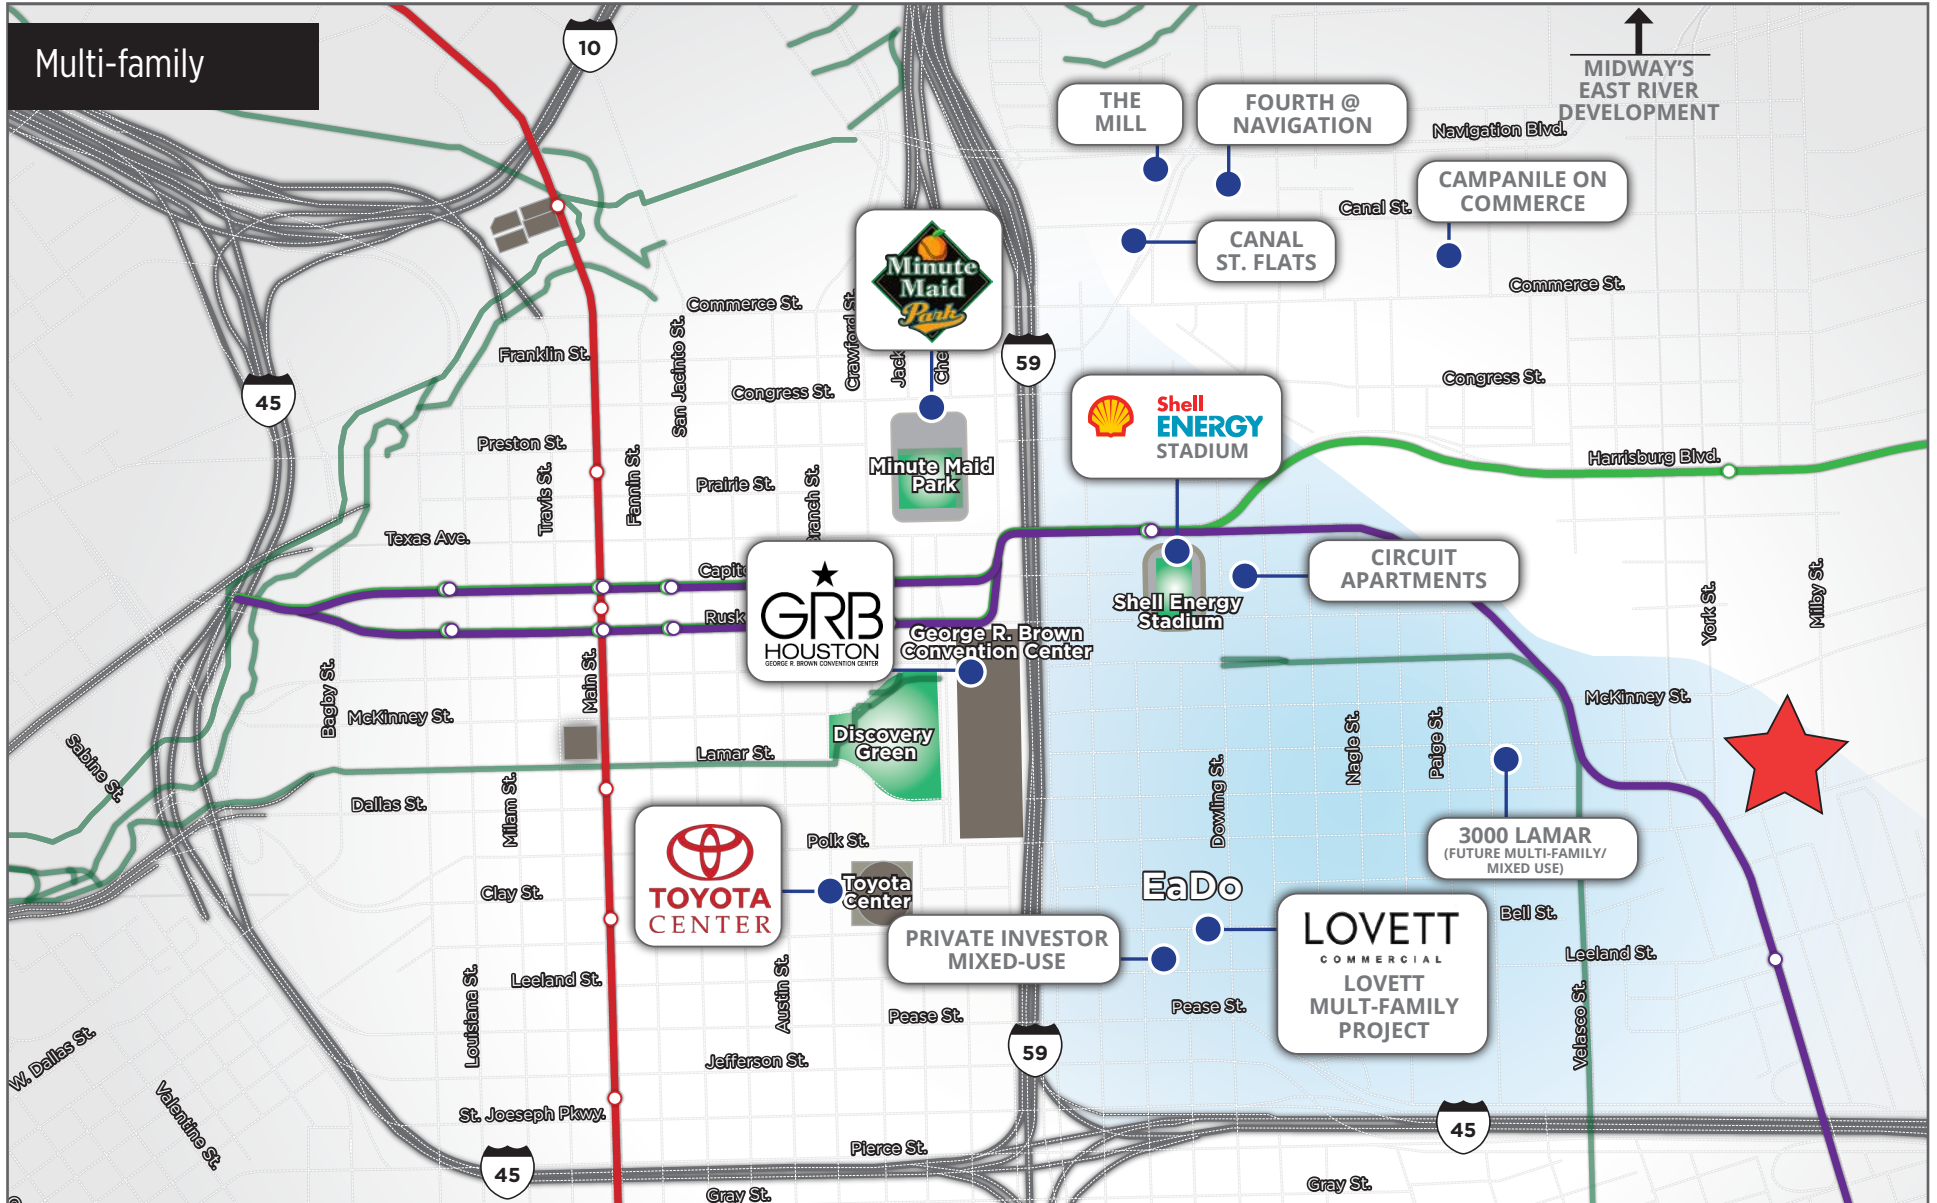 Multi-family
10
MIDWAY'S
EAST RIVER
DEVELOPMENT
THE
MILL
FOURTH @
NAVIGATION
Navigation Blvd.
CAMPANILE ON
COMMERCE
Canal St.
CANAL
ST. FLATS
Commerce St.
Minute
Maid
Park
Commerce St.
Crawford St.
San Jacinto St.
Franklin St.
Jack
Che
59
45
Congress St.
Congress St.
Shell
ENERGY
STADIUM
Preston St.
Harrisburg Blvd.
Minute Maid
Park
Prairie St.
Travis St.
Fannin St.
ranch St.
Texas Ave.
Capito
Rusk
GRB
HOUSTON
GEORGE R. BROWN CONVENTION CENTER
George R. Brown
Convention Center
CIRCUIT
APARTMENTS
Shell Energy
Stadium
York St.
Milby St.
Bagby St.
Main St.
McKinney St.
McKinney St.
Discovery
Green
Lamar St.
Nagle St.
Paige St.
Sabine St.
Dowling St.
Dallas St.
Milam St.
Polk St.
3000 LAMAR
(FUTURE MULTI-FAMILY/
MIXED USE)
TOYOTA
CENTER
Toyota
Center
EaDo
Clay St.
Bell St.
PRIVATE INVESTOR
MIXED-USE
LOVETT
COMMERCIAL
LOVETT
MULT-FAMILY
PROJECT
Leeland St.
Leeland St.
Louisiana St.
Austin St.
Pease St.
Pease St.
Velasco St.
W. Dallas St.
59
Jefferson St.
Valentine St.
St. Joeseph Pkwy.
45
Pierce St.
45
Gray St.
Gray St.